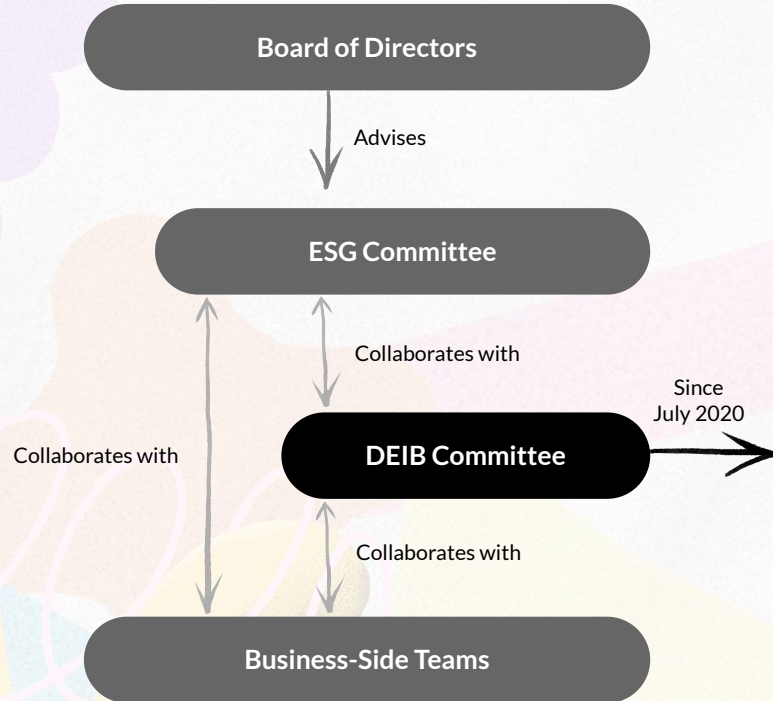 Board of Directors
Advises
ESG Committee
Collaborates with
Since
July 2020
DEIB Committee
Collaborates with
Collaborates with
Business-Side Teams